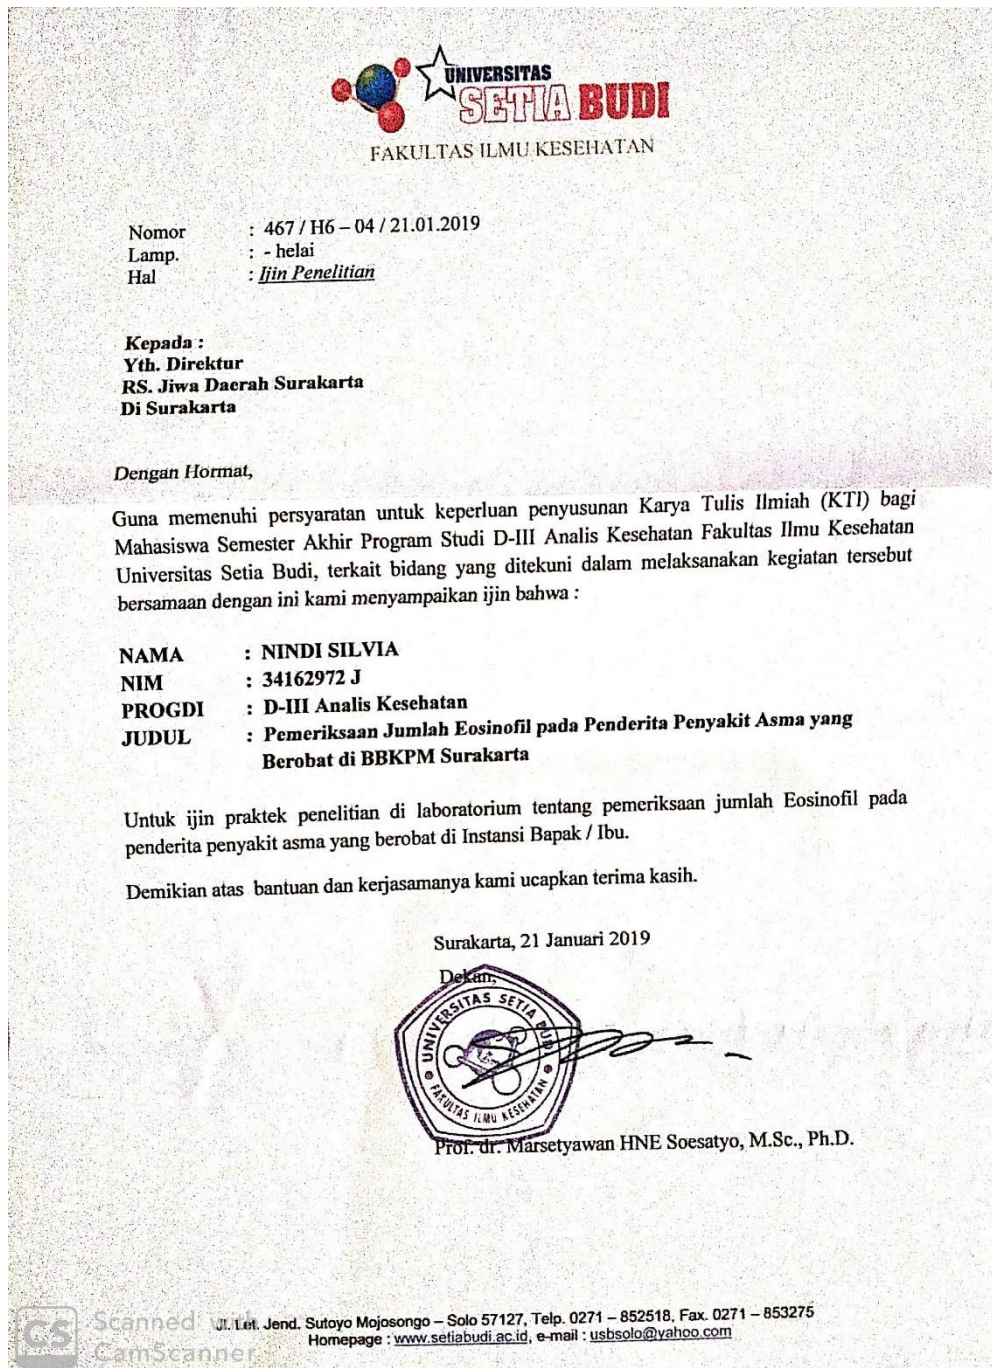 UNIVERSITAS
SETIA BUDI
FAKULTAS ILMU KESEHATAN
Nomor : 467 / H6 – 04 / 21.01.2019
Lamp. : - helai
Hal : Ijin Penelitian
Kepada :
Yth. Direktur
RS. Jiwa Daerah Surakarta
Di Surakarta
Dengan Hormat,
Guna memenuhi persyaratan untuk keperluan penyusunan Karya Tulis Ilmiah (KTI) bagi
Mahasiswa Semester Akhir Program Studi D-III Analis Kesehatan Fakultas Ilmu Kesehatan
Universitas Setia Budi, terkait bidang yang ditekuni dalam melaksanakan kegiatan tersebut
bersamaan dengan ini kami menyampaikan ijin bahwa :
NAMA : NINDI SILVIA
NIM : 34162972 J
PROGDI : D-III Analis Kesehatan
JUDUL : Pemeriksaan Jumlah Eosinofil pada Penderita Penyakit Asma yang
Berobat di BBKPM Surakarta
Untuk ijin praktek penelitian di laboratorium tentang pemeriksaan jumlah Eosinofil pada
penderita penyakit asma yang berobat di Instansi Bapak / Ibu.
Demikian atas bantuan dan kerjasamanya kami ucapkan terima kasih.
Surakarta, 21 Januari 2019
Dekan,
UNIVERSITAS SETIA BUDI
FAKULTAS ILMU KESEHATAN
Prof. dr. Marsetyawan HNE Soesatyo, M.Sc., Ph.D.
Jl. Let. Jend. Sutoyo Mojosongo – Solo 57127, Telp. 0271 – 852518, Fax. 0271 – 853275
Homepage : www.setiabudi.ac.id, e-mail : usbsolo@yahoo.com
CS Scanned with
CamScanner